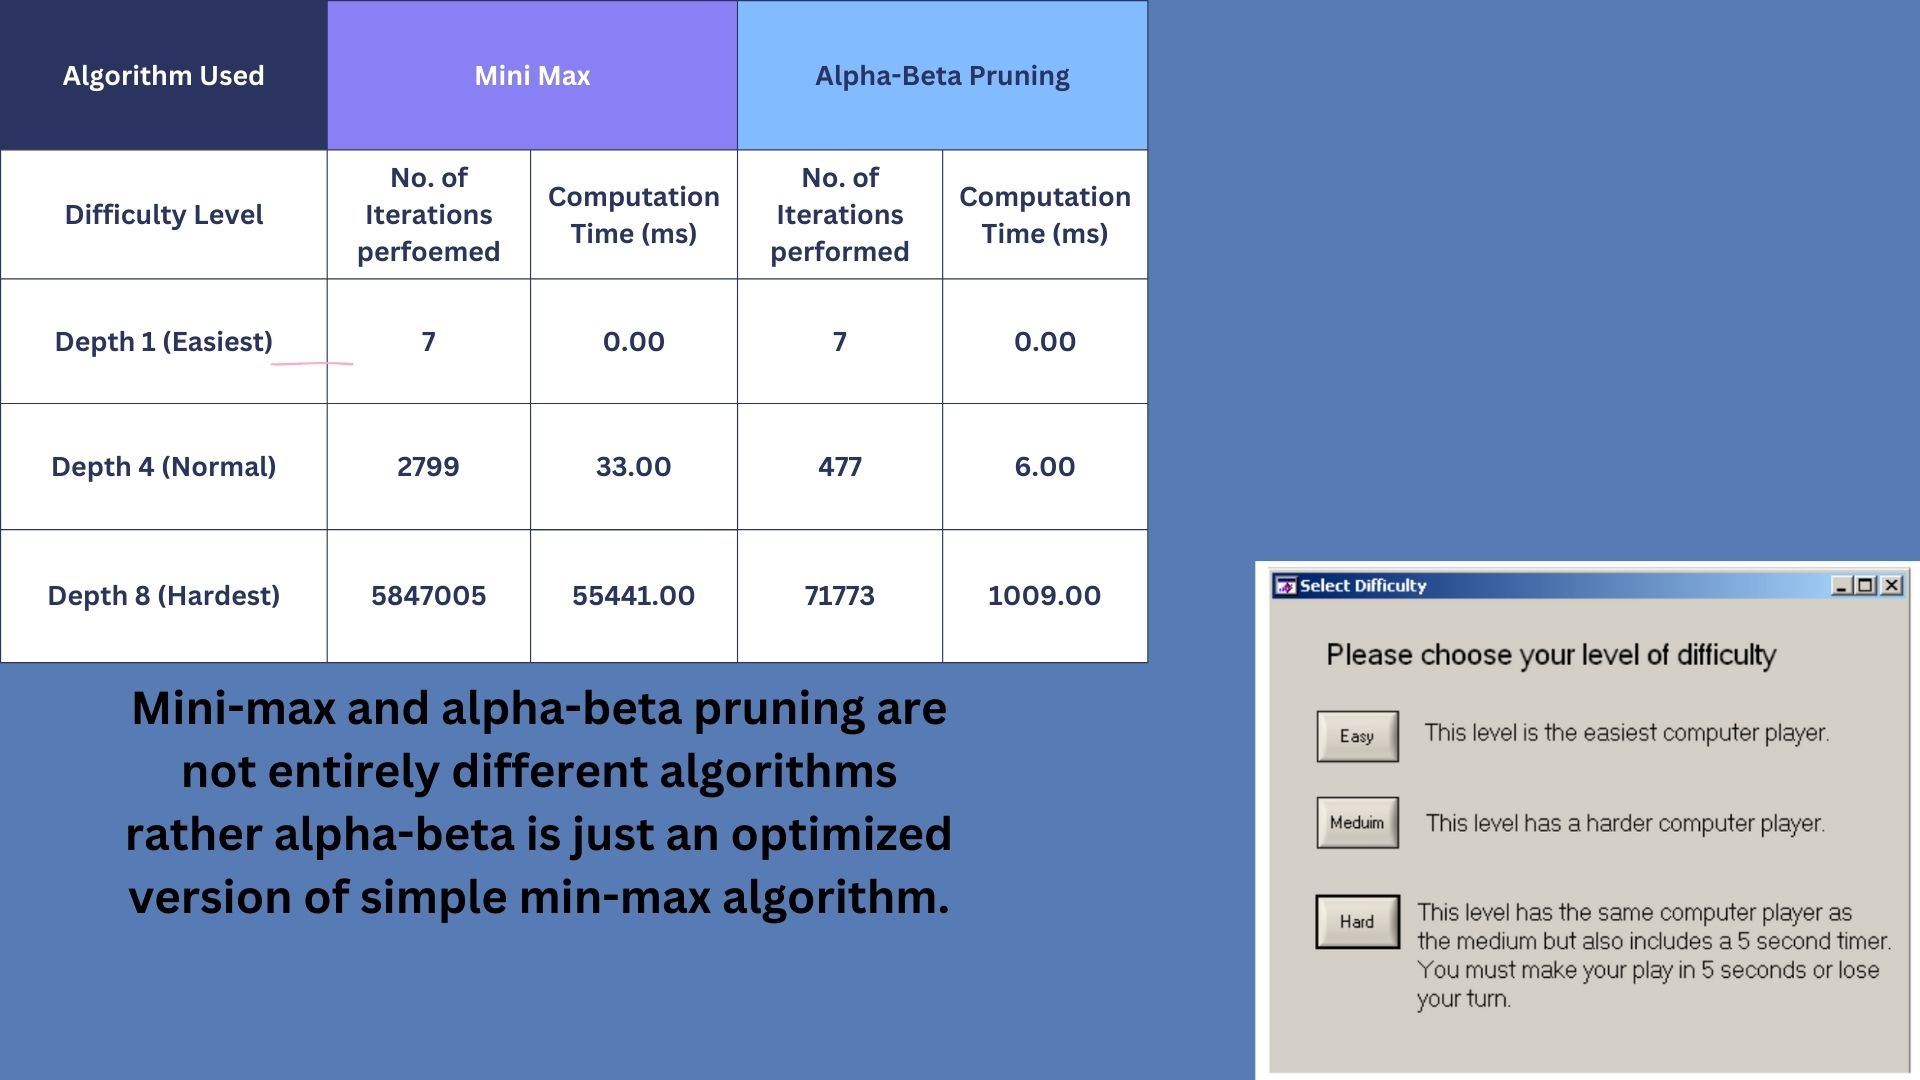 Algorithm Used
Mini Max
Alpha-Beta Pruning
Difficulty Level
No. of
Iterations
perfoemed
Computation
Time (ms)
No. of
Iterations
performed
Computation
Time (ms)
Depth 1 (Easiest)
7
0.00
7
0.00
Depth 4 (Normal)
2799
33.00
477
6.00
Depth 8 (Hardest)
5847005
55441.00
71773
1009.00
Mini-max and alpha-beta pruning are
not entirely different algorithms
rather alpha-beta is just an optimized
version of simple min-max algorithm.
Select Difficulty
Please choose your level of difficulty
Easy
This level is the easiest computer player.
Meduim
This level has a harder computer player.
Hard
This level has the same computer player as
the medium but also includes a 5 second timer.
You must make your play in 5 seconds or lose
your turn.